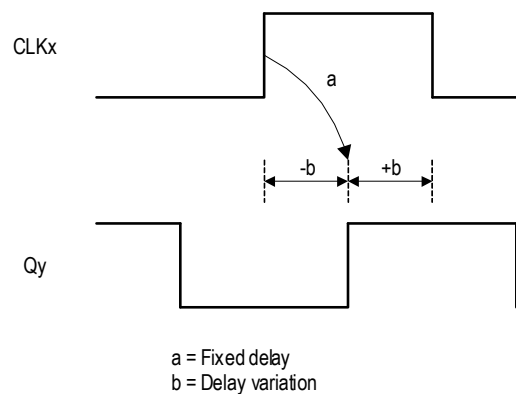 CLKx
a
-b
+b
Qy
a = Fixed delay
b = Delay variation